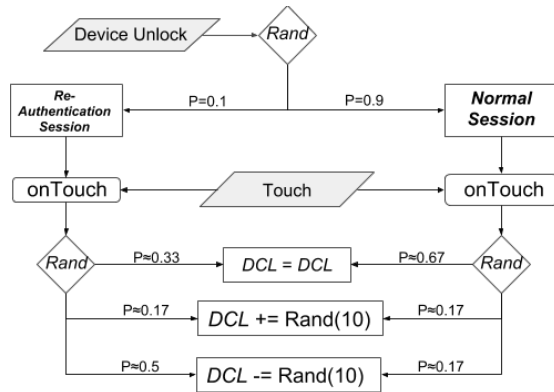 Device Unlock
Rand
P=0.1
P=0.9
Re-
Authentication
Session
Normal
Session
onTouch
Touch
onTouch
Rand
P≈0.33
DCL = DCL
P≈0.67
Rand
P≈0.17
DCL += Rand(10)
P≈0.17
P≈0.5
DCL -= Rand(10)
P≈0.17